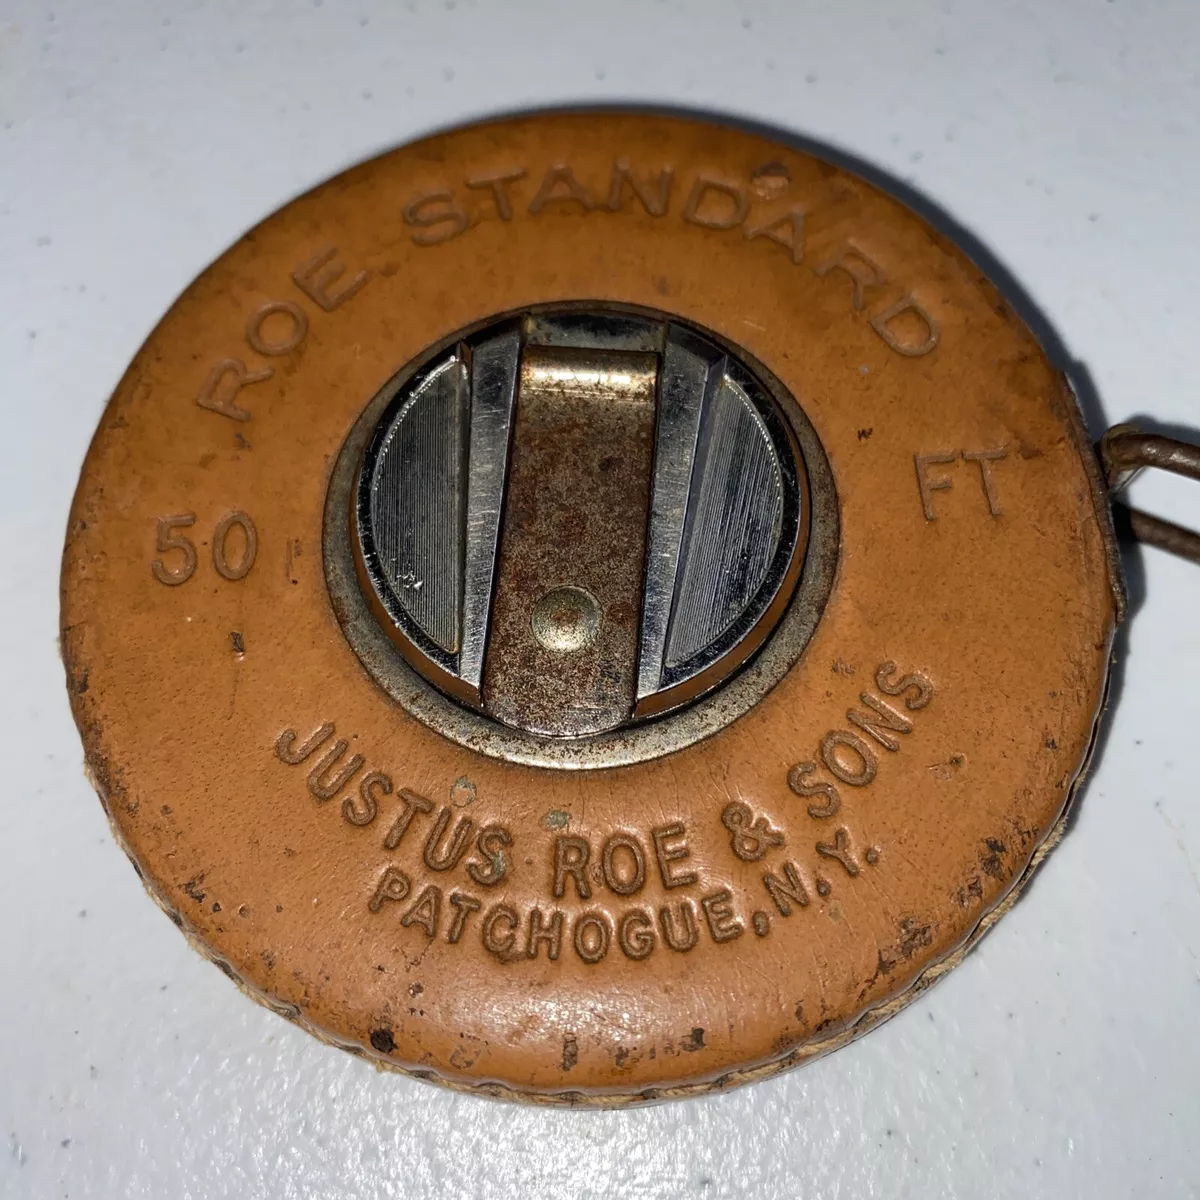 ROE STANDARD
50 FT
JUSTUS ROE & SONS
PATCHOGUE, N.Y.